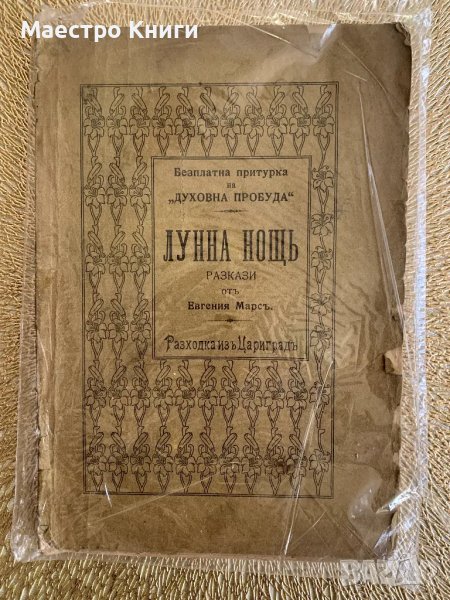 Маестро Книги
Безплатна притурка
на
„ДУХОВНА ПРОБУДА“
ЛУННА НОЩЬ
РАЗКАЗИ
отъ
Евгения Марсъ.
Разходка изъ Цариградъ